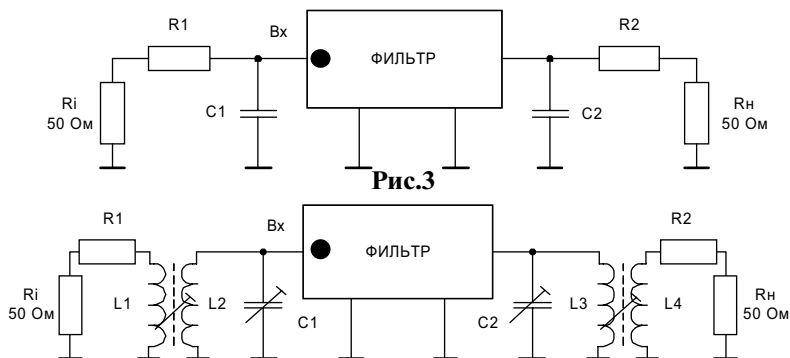 R1
Вх
R2
ФИЛЬТР
Ri
50 Ом
C1
C2
Rн
50 Ом
Рис.3
R1
Вх
R2
ФИЛЬТР
Ri
50 Ом
L1
L2
C1
C2
L3
L4
Rн
50 Ом